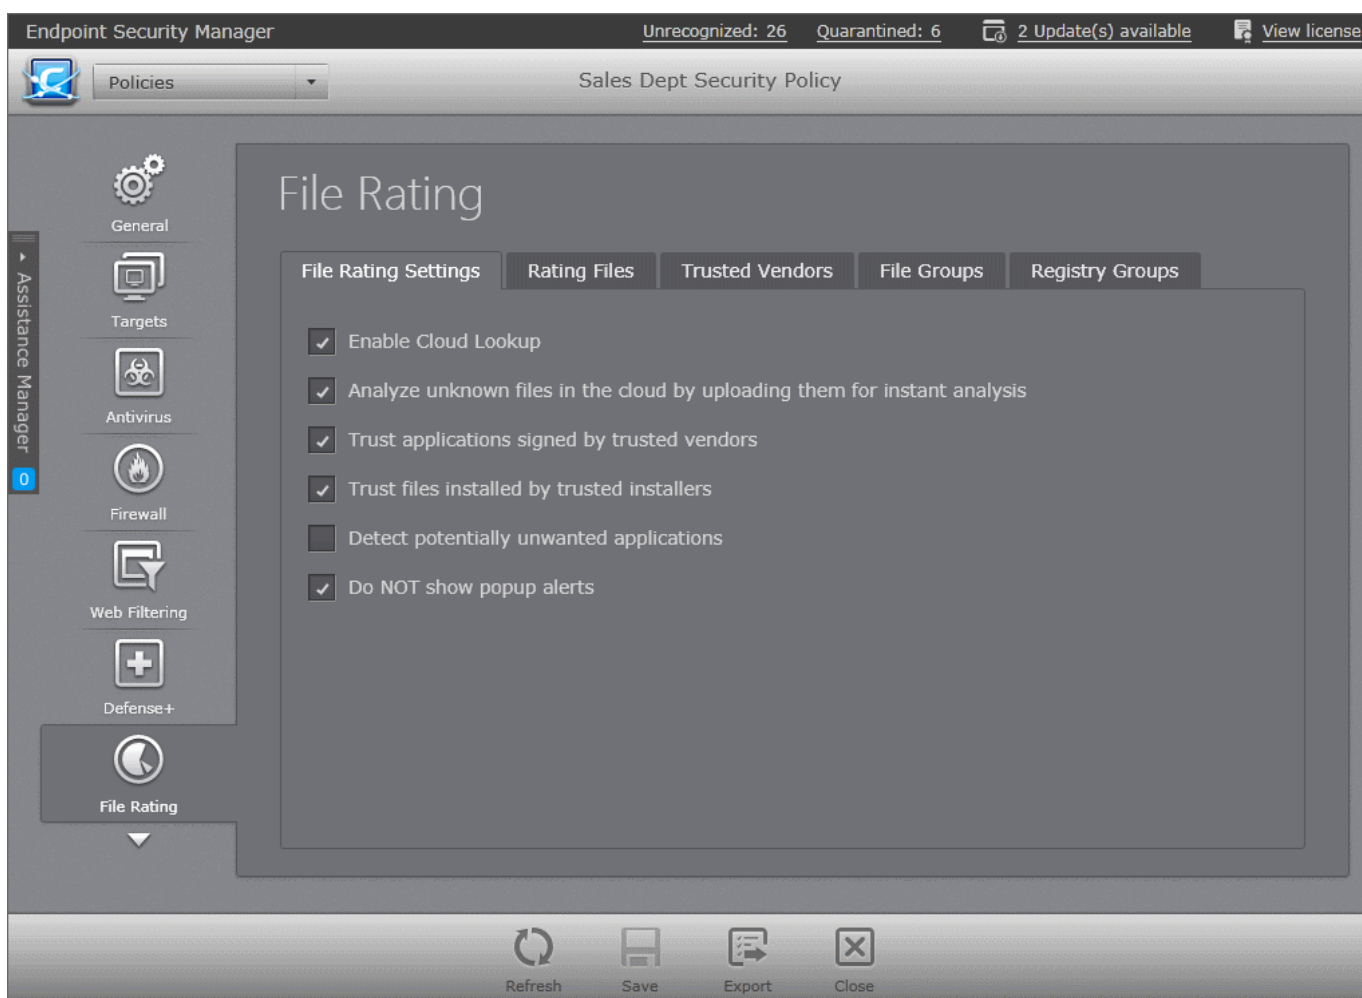 Endpoint Security Manager
Unrecognized: 26
Quarantined: 6
2 Update(s) available
View license
Policies
Sales Dept Security Policy
General
Targets
Antivirus
Firewall
Web Filtering
Defense+
File Rating
Assistance Manager
0
File Rating
File Rating Settings
Rating Files
Trusted Vendors
File Groups
Registry Groups
Enable Cloud Lookup
Analyze unknown files in the cloud by uploading them for instant analysis
Trust applications signed by trusted vendors
Trust files installed by trusted installers
Detect potentially unwanted applications
Do NOT show popup alerts
Refresh
Save
Export
Close